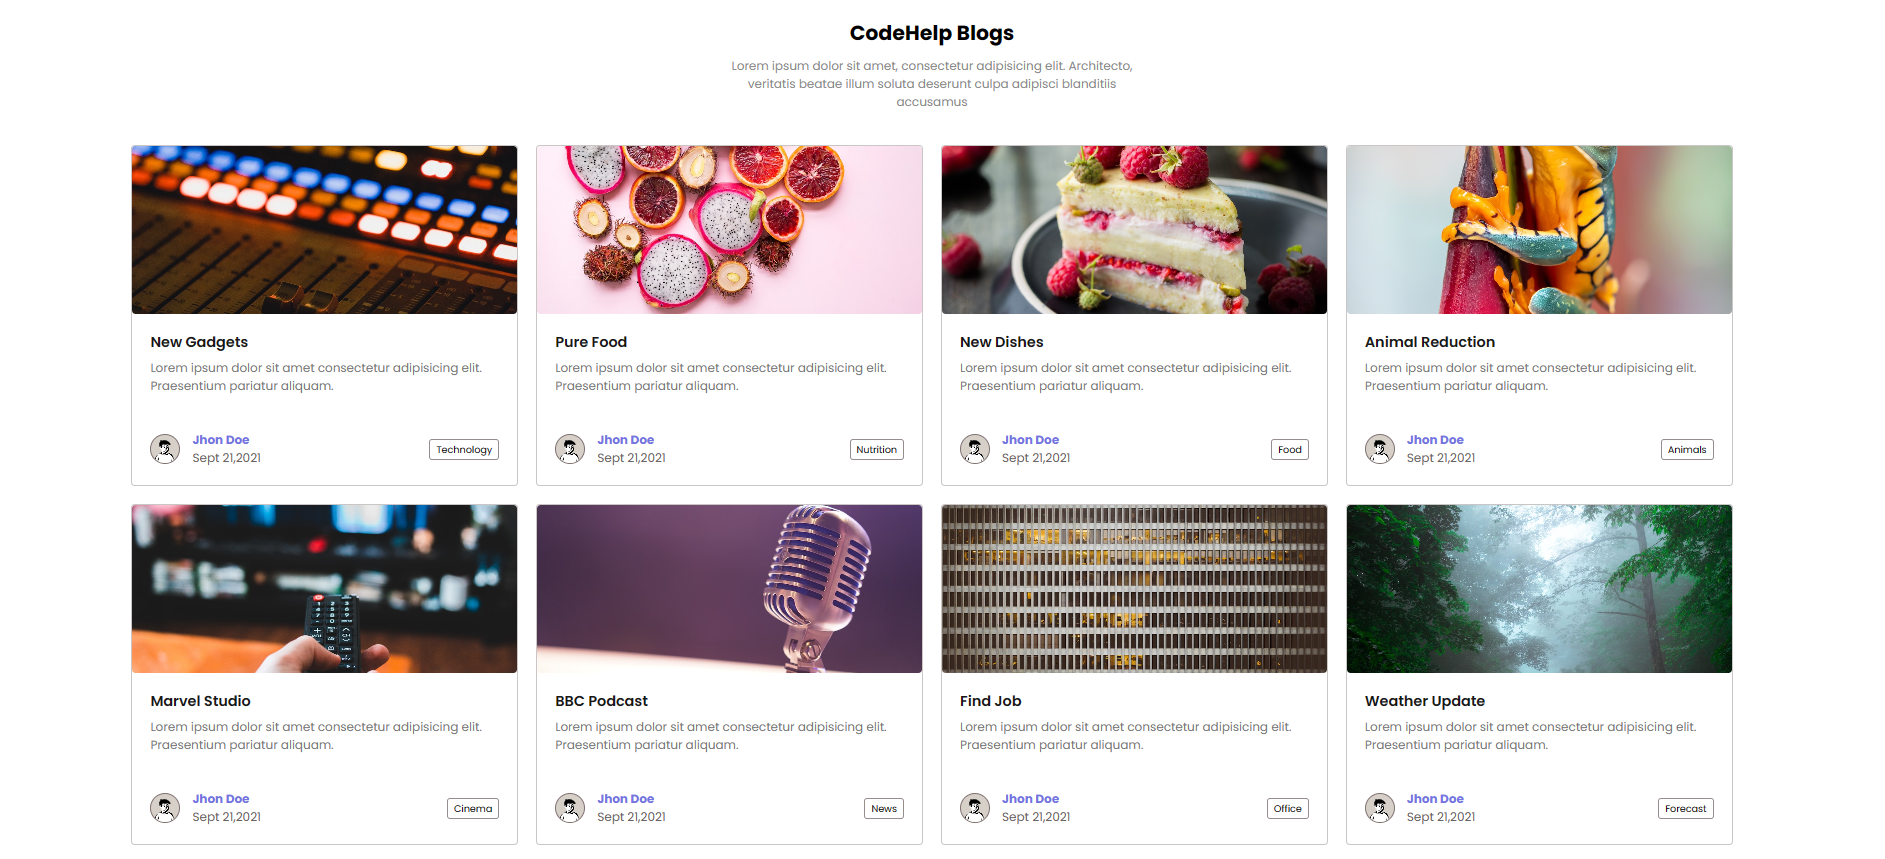 CodeHelp Blogs
Lorem ipsum dolor sit amet, consectetur adipisicing elit. Architecto,
veritatis beatae illum soluta deserunt culpa adipisci blanditiis
accusamus
New Gadgets
Lorem ipsum dolor sit amet consectetur adipisicing elit.
Praesentium pariatur aliquam.
Jhon Doe
Sept 21,2021
Technology
Pure Food
Lorem ipsum dolor sit amet consectetur adipisicing elit.
Praesentium pariatur aliquam.
Jhon Doe
Sept 21,2021
Nutrition
New Dishes
Lorem ipsum dolor sit amet consectetur adipisicing elit.
Praesentium pariatur aliquam.
Jhon Doe
Sept 21,2021
Food
Animal Reduction
Lorem ipsum dolor sit amet consectetur adipisicing elit.
Praesentium pariatur aliquam.
Jhon Doe
Sept 21,2021
Animals
Marvel Studio
Lorem ipsum dolor sit amet consectetur adipisicing elit.
Praesentium pariatur aliquam.
Jhon Doe
Sept 21,2021
Cinema
BBC Podcast
Lorem ipsum dolor sit amet consectetur adipisicing elit.
Praesentium pariatur aliquam.
Jhon Doe
Sept 21,2021
News
Find Job
Lorem ipsum dolor sit amet consectetur adipisicing elit.
Praesentium pariatur aliquam.
Jhon Doe
Sept 21,2021
Office
Weather Update
Lorem ipsum dolor sit amet consectetur adipisicing elit.
Praesentium pariatur aliquam.
Jhon Doe
Sept 21,2021
Forecast